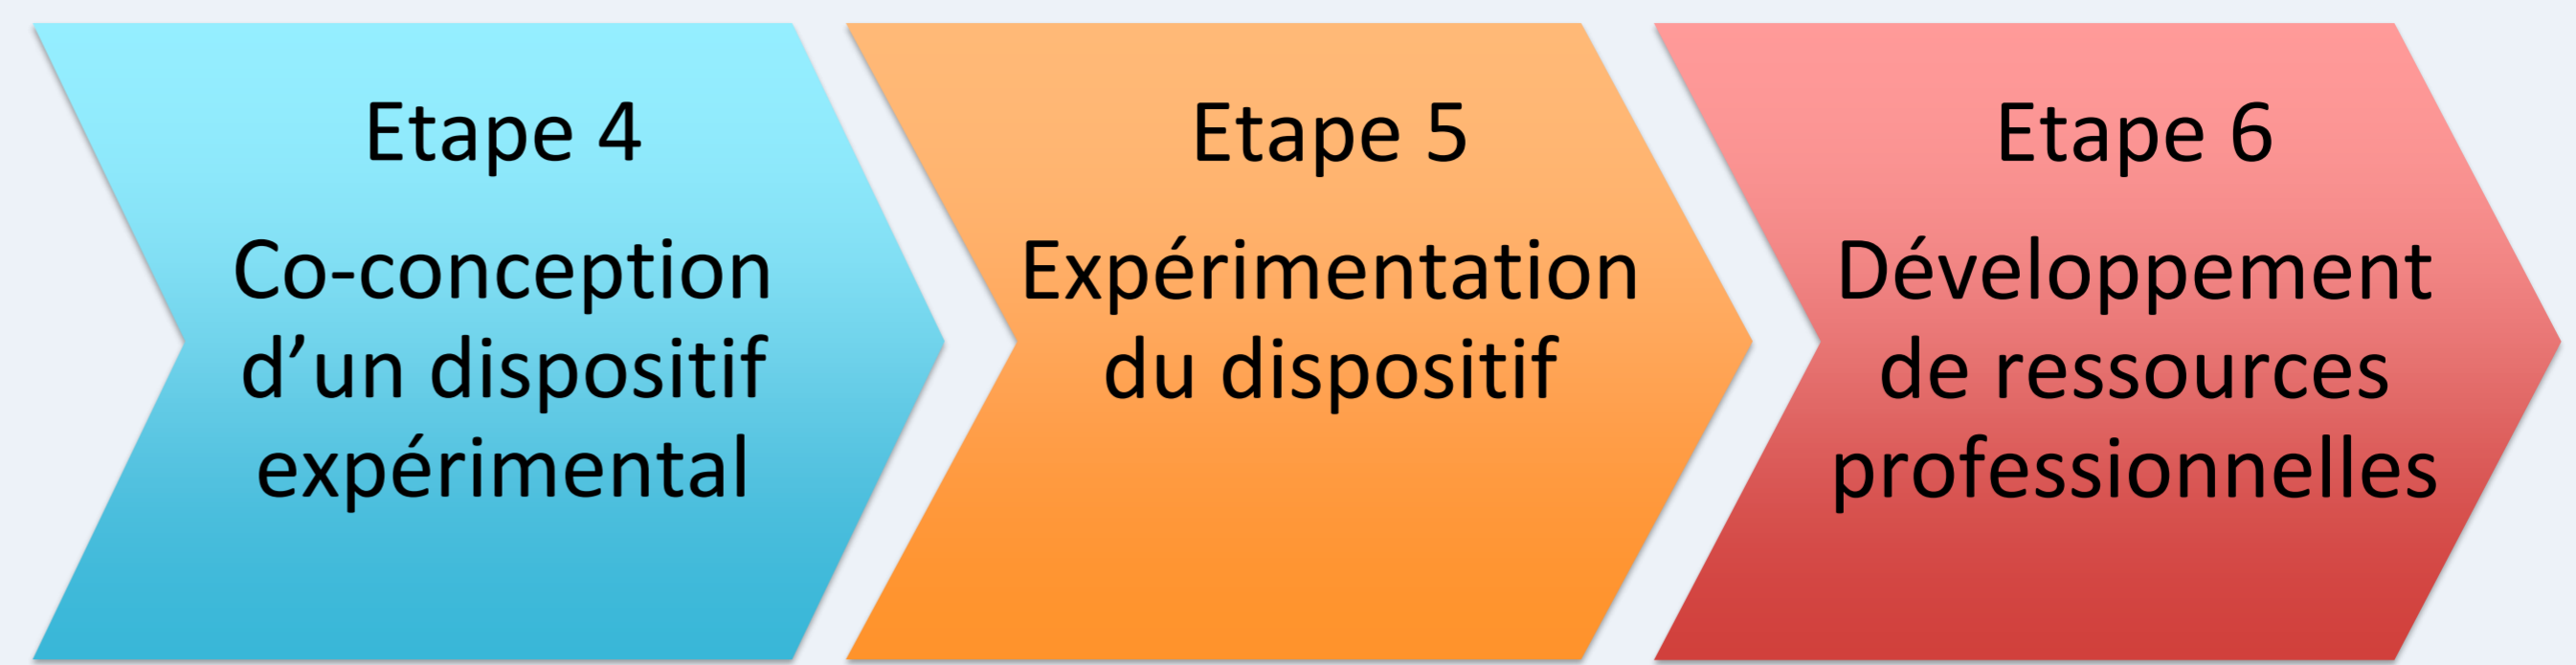 Etape 4
Co-conception
d’un dispositif
expérimental
Etape 5
Expérimentation
du dispositif
Etape 6
Développement
de ressources
professionnelles